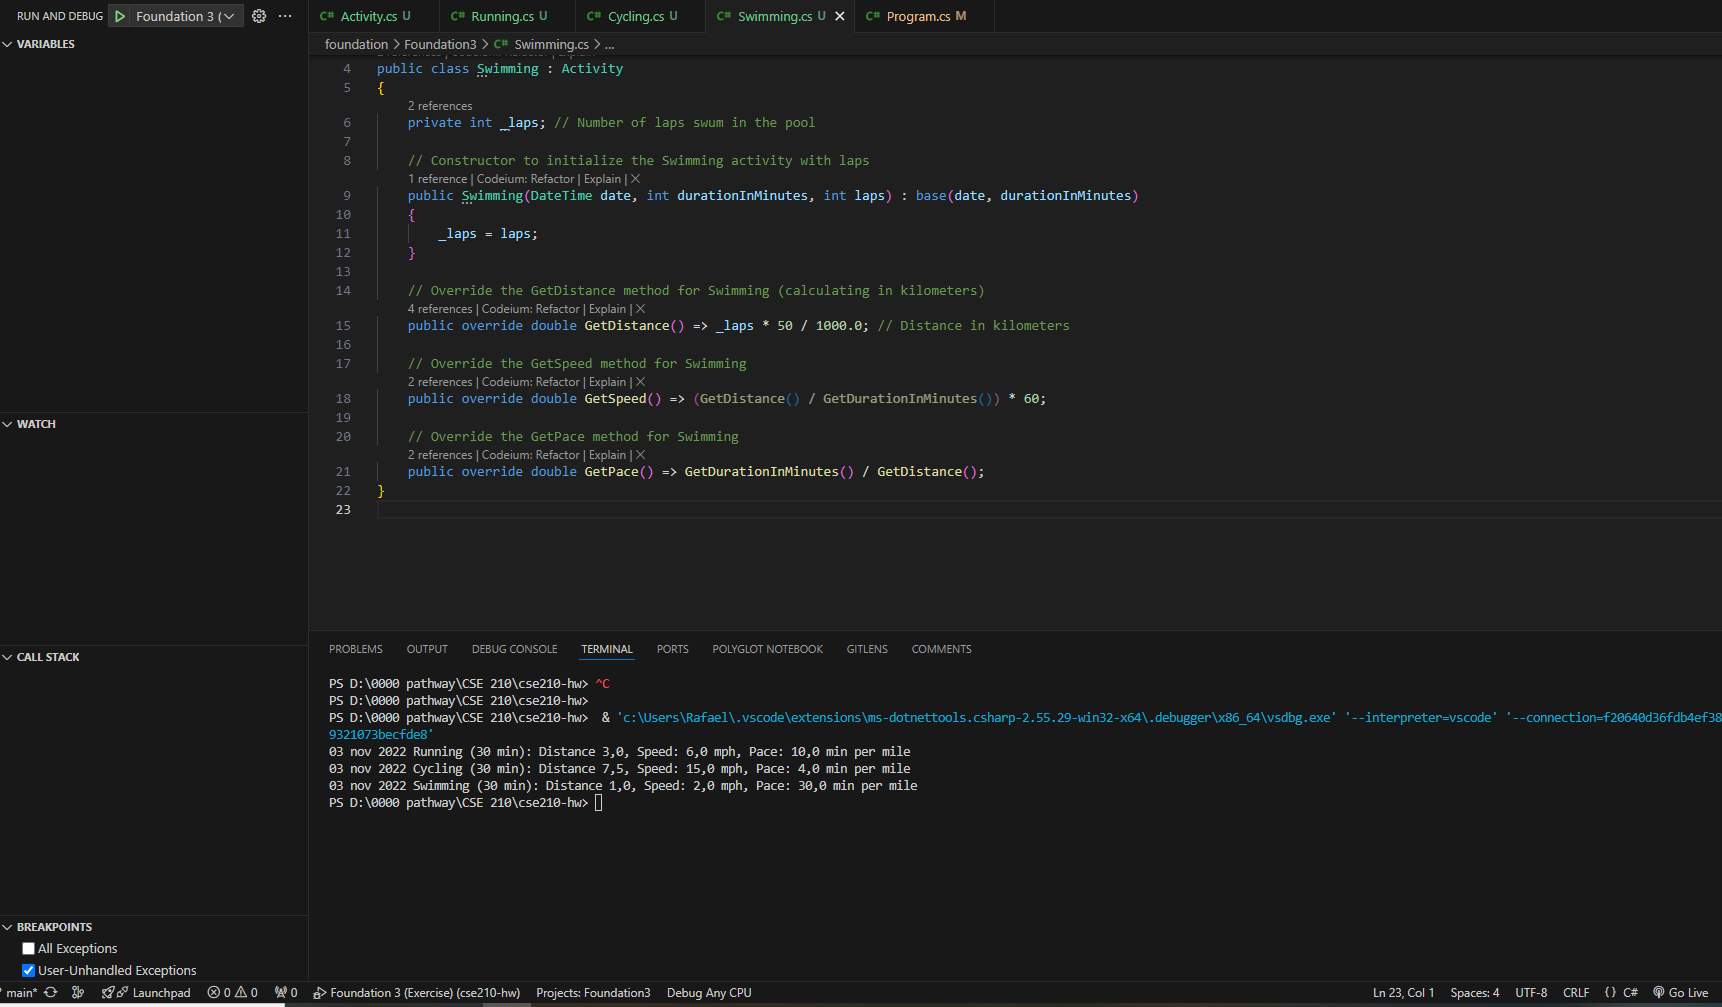 RUN AND DEBUG Foundation 3 (
Activity.cs U
Running.cs U
Cycling.cs U
Swimming.cs U
Program.cs M
foundation > Foundation3 > C# Swimming.cs > ...
VARIABLES
4 public class Swimming : Activity
5 {
2 references
6 private int _laps; // Number of laps swum in the pool
7
8 // Constructor to initialize the Swimming activity with laps
1 reference | Codeium: Refactor | Explain | X
9 public Swimming(DateTime date, int durationInMinutes, int laps) : base(date, durationInMinutes)
10 {
11 _laps = laps;
12 }
13
14 // Override the GetDistance method for Swimming (calculating in kilometers)
4 references | Codeium: Refactor | Explain | X
15 public override double GetDistance() => _laps * 50 / 1000.0; // Distance in kilometers
16
17 // Override the GetSpeed method for Swimming
2 references | Codeium: Refactor | Explain | X
18 public override double GetSpeed() => (GetDistance() / GetDurationInMinutes()) * 60;
19
20 // Override the GetPace method for Swimming
2 references | Codeium: Refactor | Explain | X
21 public override double GetPace() => GetDurationInMinutes() / GetDistance();
22 }
23
WATCH
CALL STACK
PROBLEMS OUTPUT DEBUG CONSOLE TERMINAL PORTS POLYGLOT NOTEBOOK GITLENS COMMENTS
PS D:\0000 pathway\CSE 210\cse210-hw> ^C
PS D:\0000 pathway\CSE 210\cse210-hw>
PS D:\0000 pathway\CSE 210\cse210-hw> & 'c:\Users\Rafael\.vscode\extensions\ms-dotnettools.csharp-2.55.29-win32-x64\.debugger\x86_64\vsdbg.exe' '--interpreter=vscode' '--connection=f20640d36fdb4ef38
9321073becfde8'
03 nov 2022 Running (30 min): Distance 3,0, Speed: 6,0 mph, Pace: 10,0 min per mile
03 nov 2022 Cycling (30 min): Distance 7,5, Speed: 15,0 mph, Pace: 4,0 min per mile
03 nov 2022 Swimming (30 min): Distance 1,0, Speed: 2,0 mph, Pace: 30,0 min per mile
PS D:\0000 pathway\CSE 210\cse210-hw>
BREAKPOINTS
All Exceptions
User-Unhandled Exceptions
main* Launchpad 0 0 0 Foundation 3 (Exercise) (cse210-hw) Projects: Foundation3 Debug Any CPU Ln 23, Col 1 Spaces: 4 UTF-8 CRLF {} C# Go Live